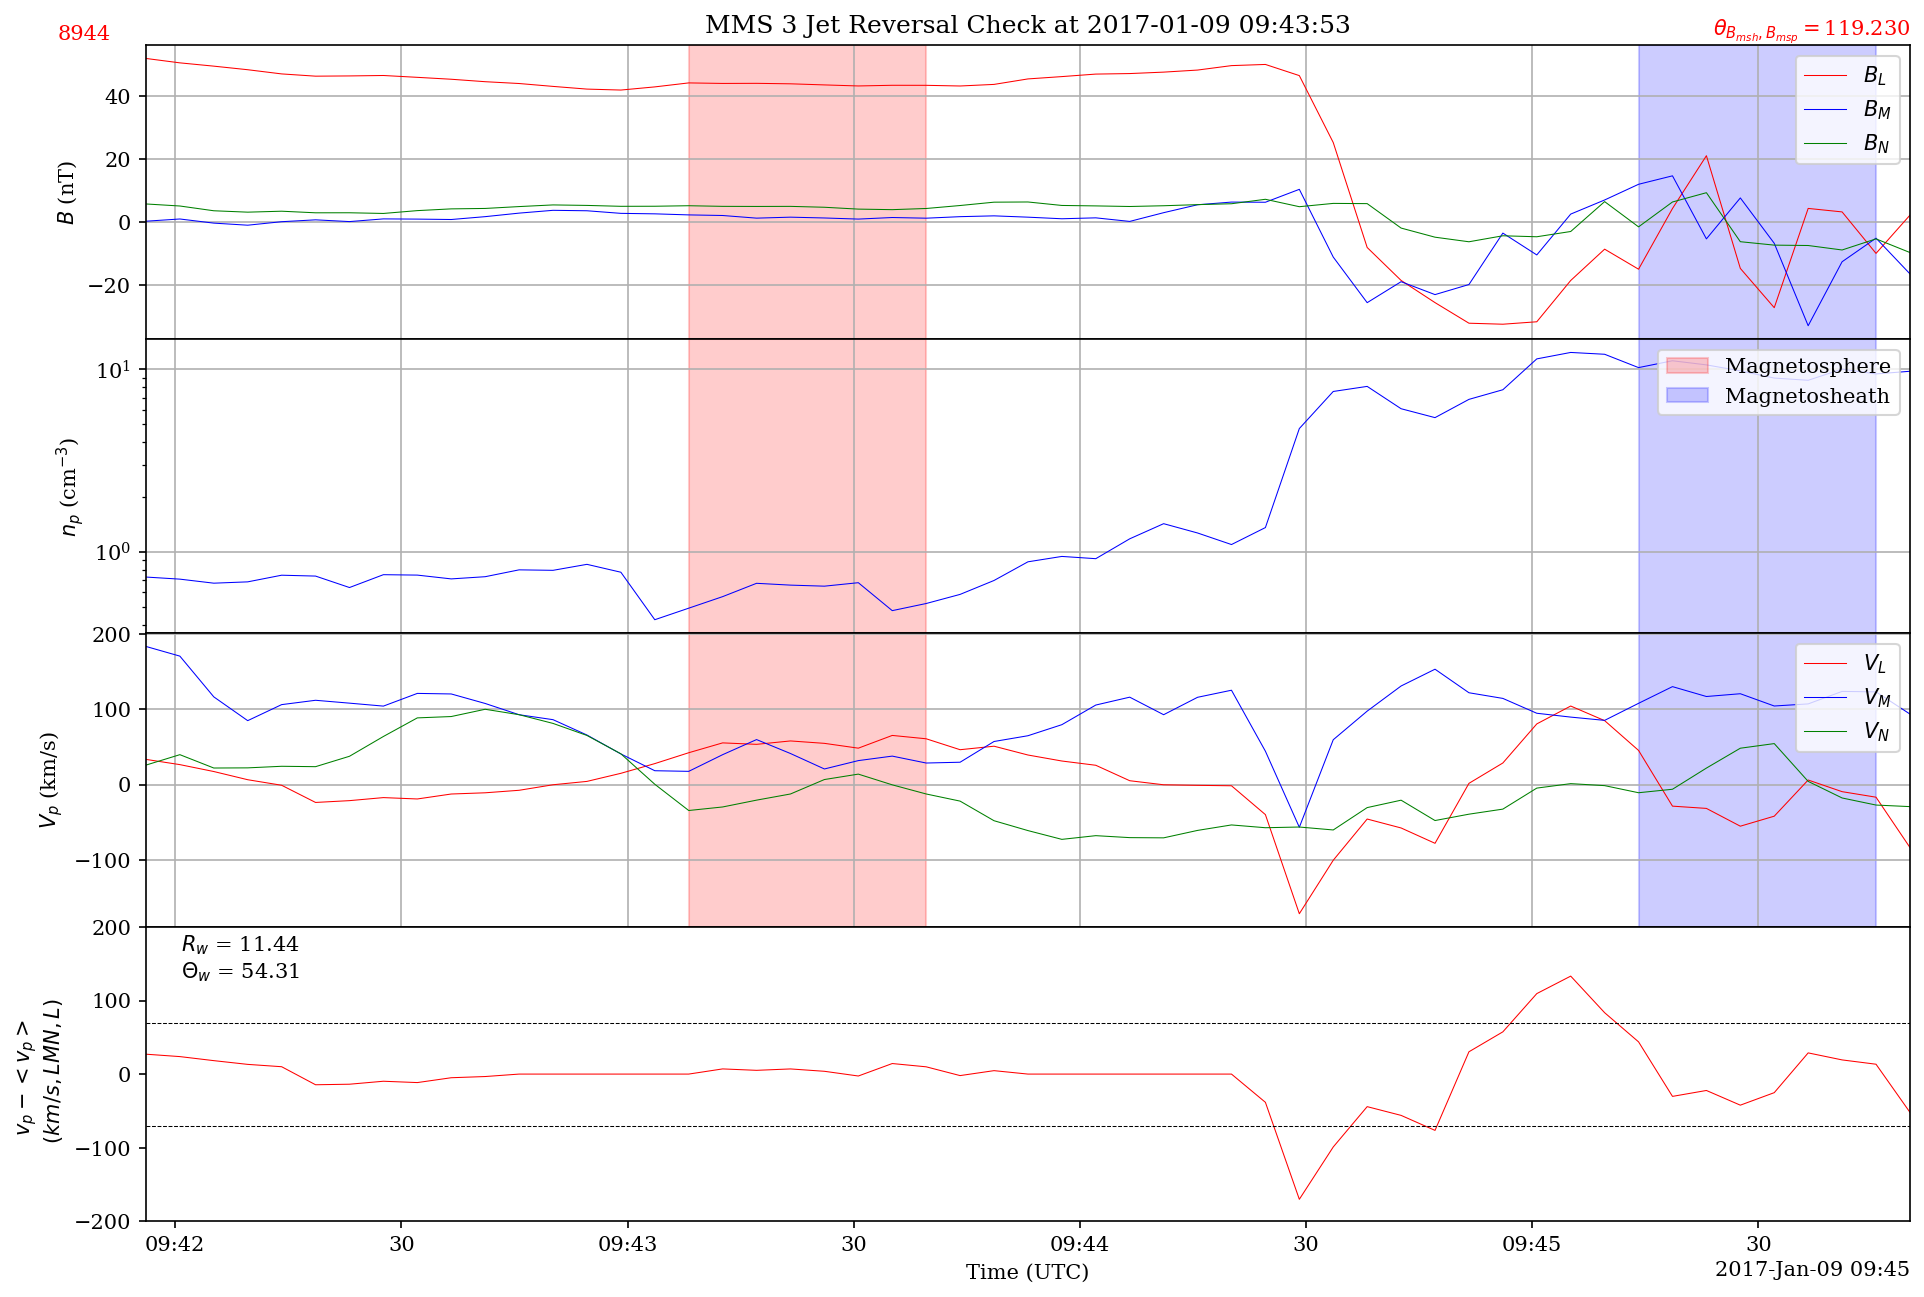 MMS 3 Jet Reversal Check at 2017-01-09 09:43:53
8944
θ_{B_{msh}, B_{msp}} = 119.230
B (nT)
40
20
0
−20
B_L
B_M
B_N
n_p (cm^{−3})
10^1
10^0
Magnetosphere
Magnetosheath
V_p (km/s)
200
100
0
−100
V_L
V_M
V_N
v_p − < v_p >
(km/s, LMN, L)
200
100
0
−100
−200
R_w = 11.44
Θ_w = 54.31
09:42 30 09:43 30 09:44 30 09:45 30
Time (UTC)
2017-Jan-09 09:45